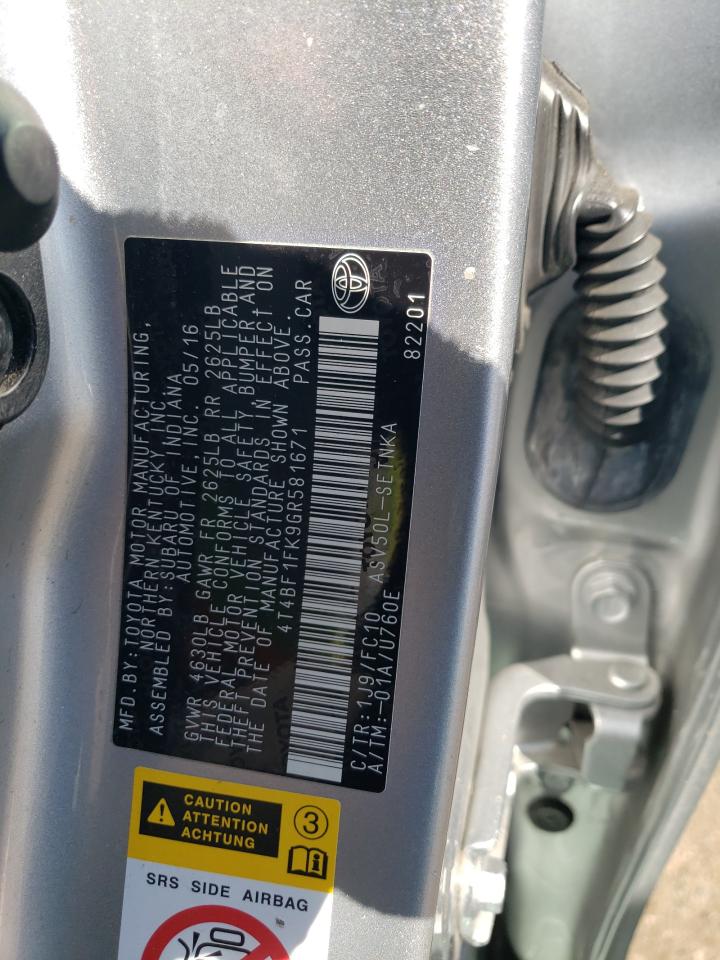 MFD.BY:TOYOTA MOTOR MANUFACTURING,
NORTHERN KENTUCKY INC.
ASSEMBLED BY:SUBARU OF INDIANA
AUTOMOTIVE, INC. 05/16
GVWR 4630LB GAWR FR 2625LB RR 2625LB
THIS VEHICLE CONFORMS TO ALL APPLICABLE
FEDERAL MOTOR VEHICLE SAFETY BUMPER AND
THEFT PREVENTION STANDARDS IN EFFECT ON
THE DATE OF MANUFACTURE SHOWN ABOVE.
4T4BF1FK9GR581671 PASS.CAR
C/TR:1J9/FC10 ASV50L-SETNKA
A/TM:-01A/U760E 82201
CAUTION
ATTENTION
ACHTUNG
3
SRS SIDE AIRBAG